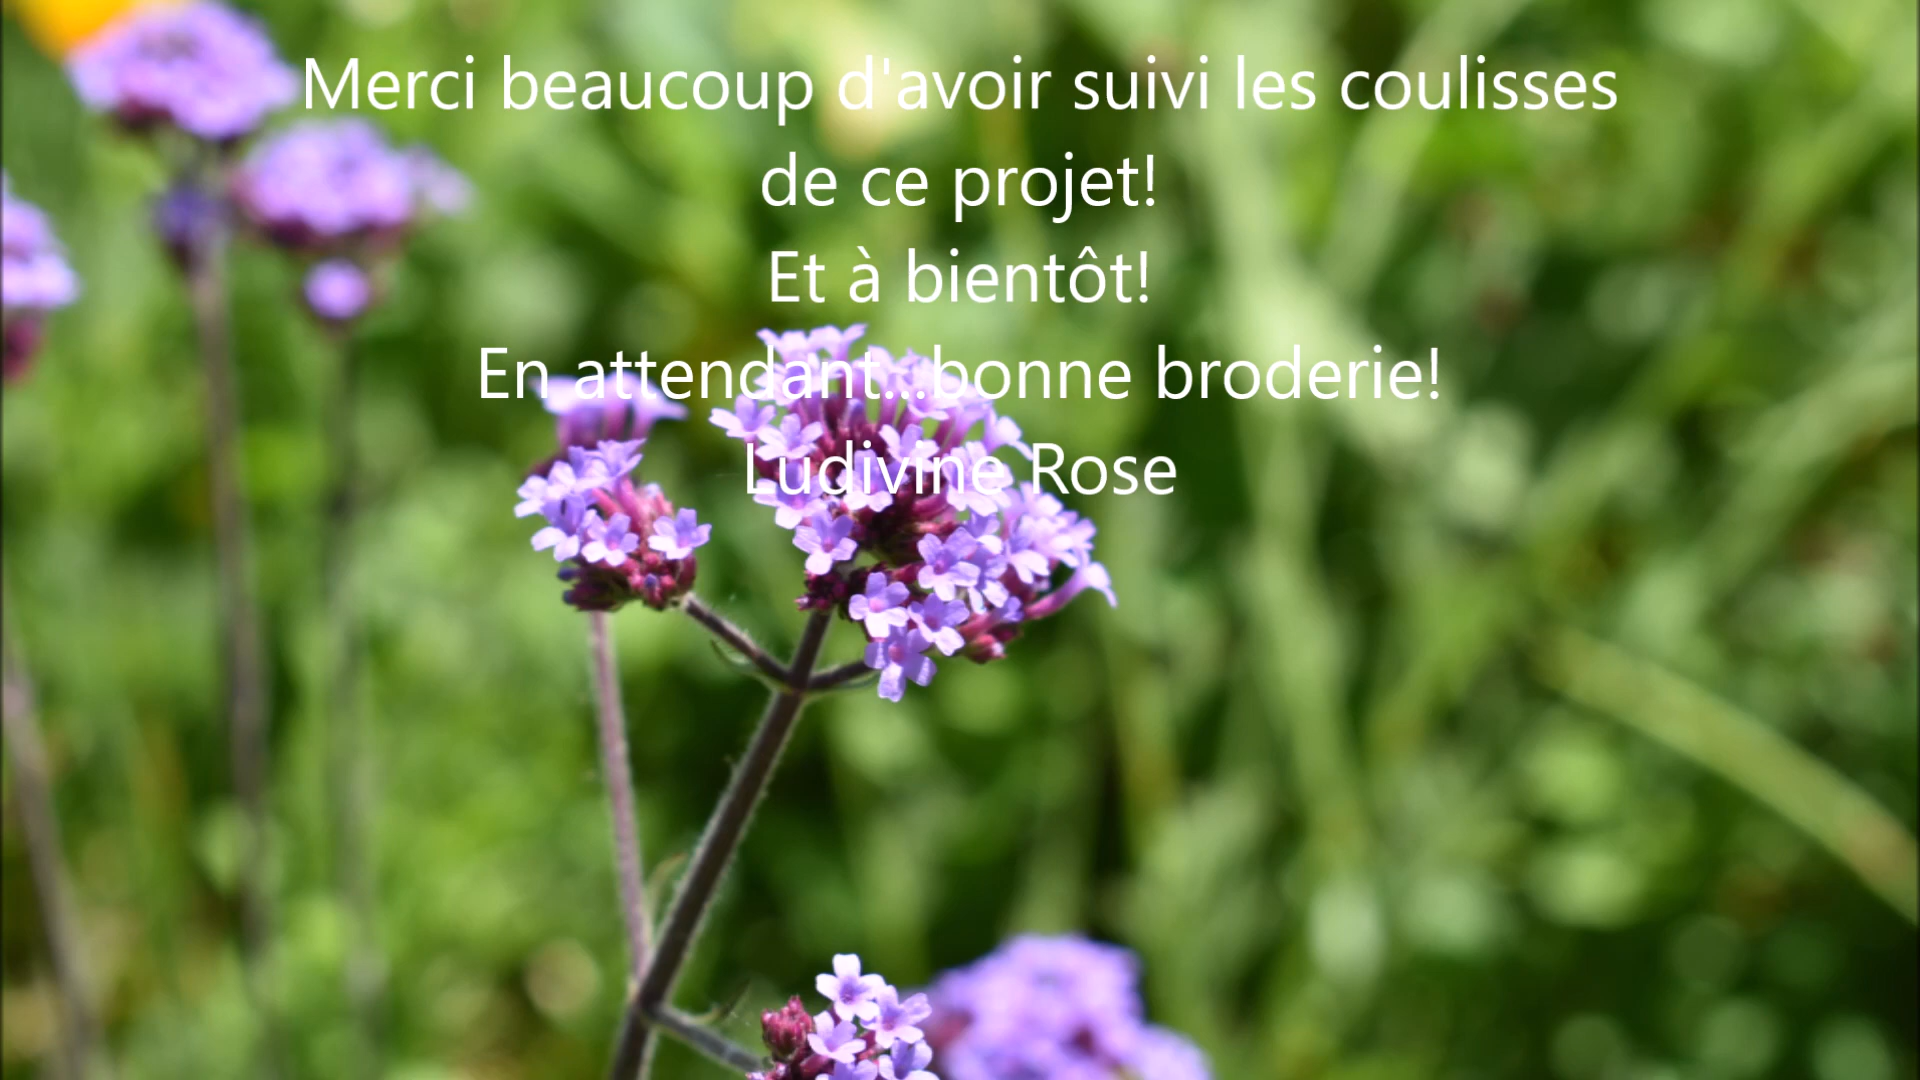 Merci beaucoup d'avoir suivi les coulisses
de ce projet!
Et à bientôt!
En attendant...bonne broderie!
Ludivine Rose